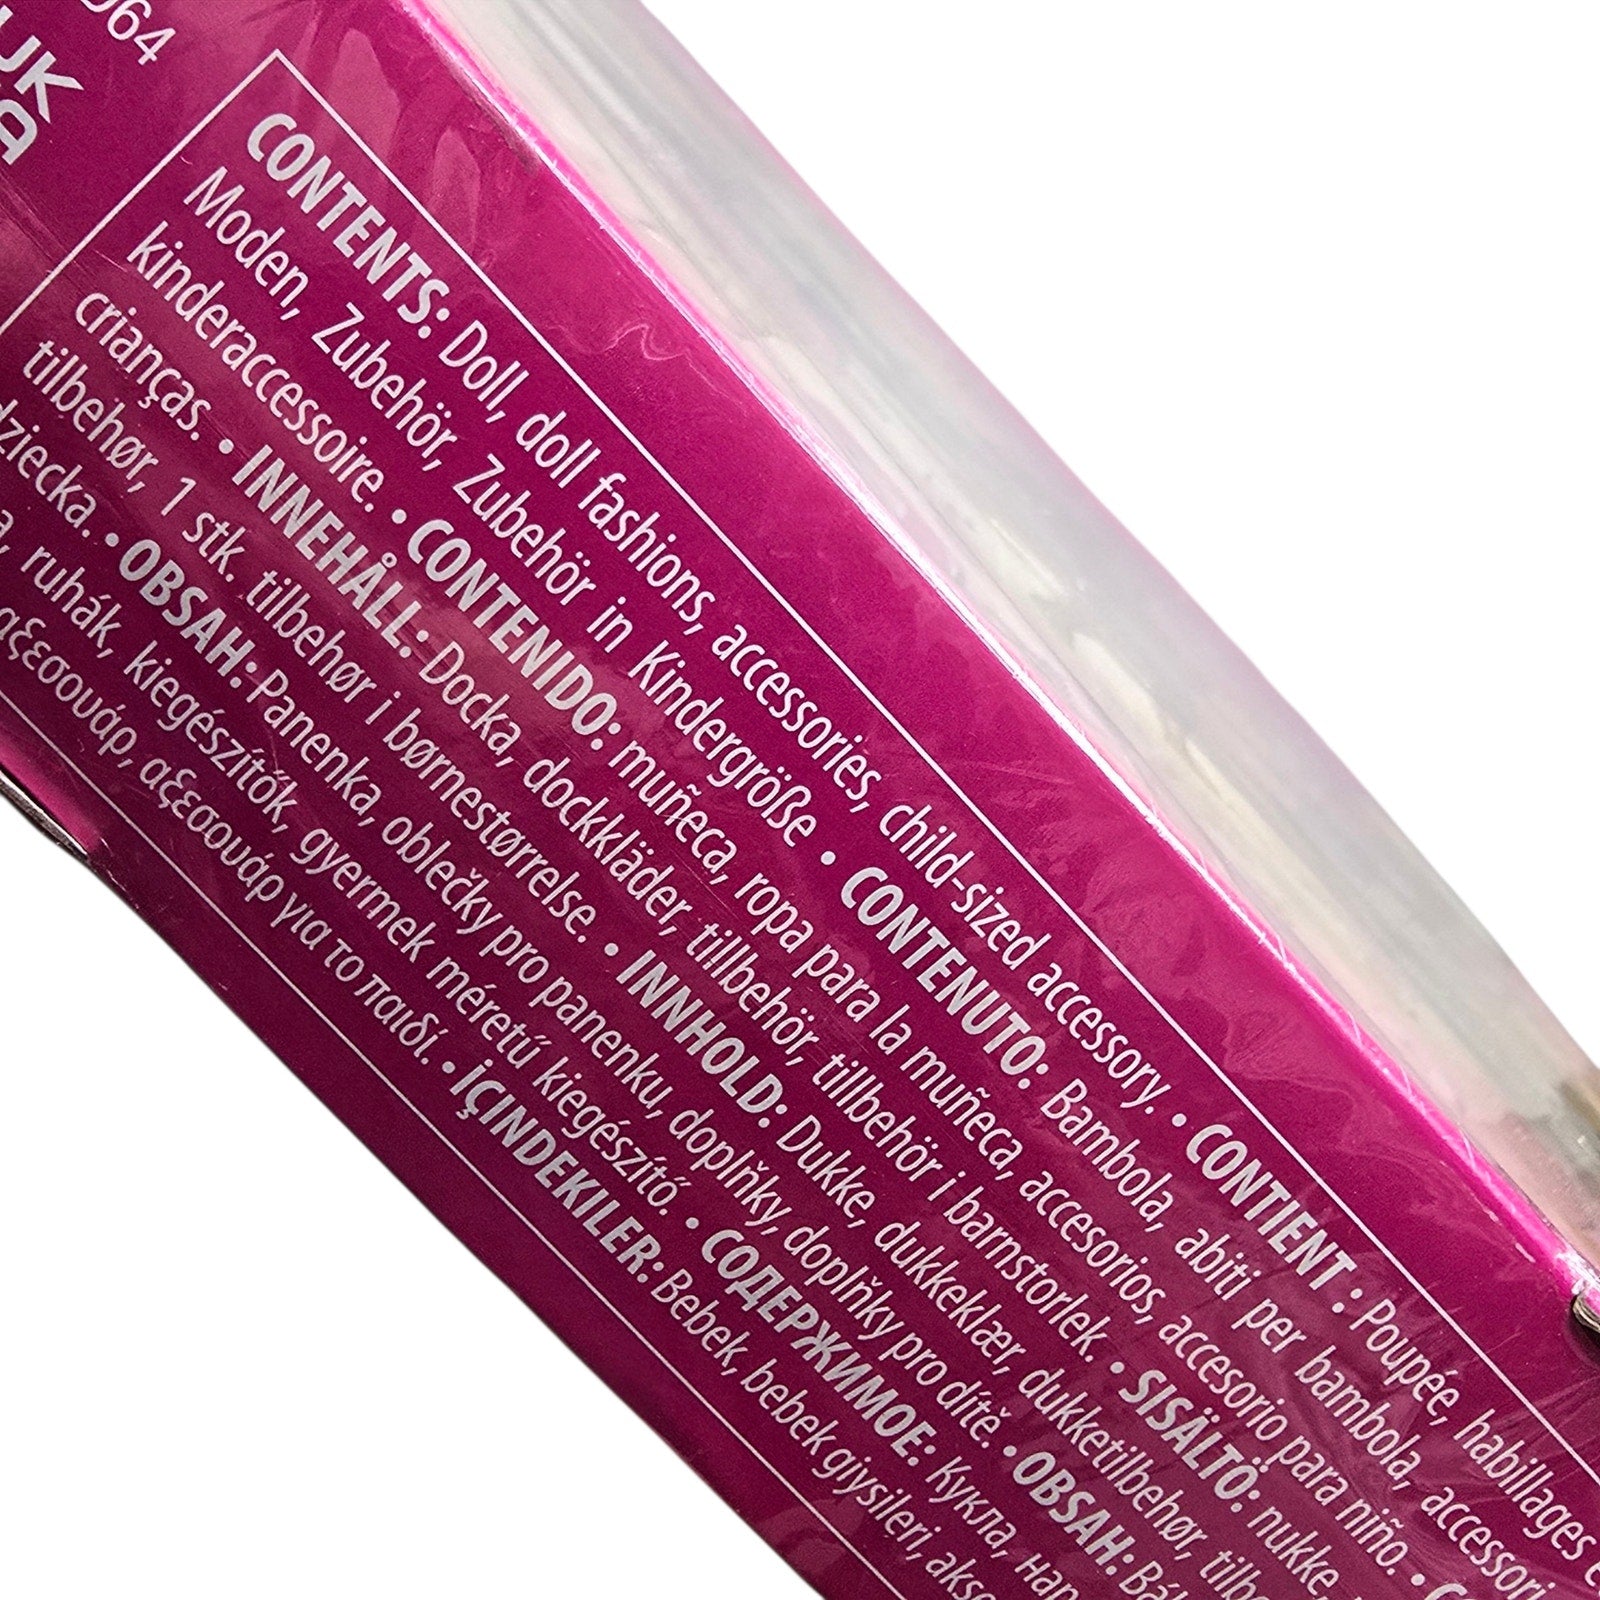 064
UK
CA
CONTENTS: Doll, doll fashions, accessories, child-sized accessory. • CONTIENT : Poupée, habillages
Moden, Zubehör, Zubehör in Kindergröße • CONTENUTO: Bambola, abiti per bambola, accessori
kinderaccessoire. • CONTENIDO: muñeca, ropa para la muñeca, accesorios, accesorio para niño. •
crianças. • INNEHÅLL: Docka, dockkläder, tillbehör, tillbehör i barnstorlek. • SISÄLTÖ: nukke,
tilbehør, 1 stk. tilbehør i børnestørrelse. • INNHOLD: Dukke, dukkeklær, dukketilbehør,
dziecka. • OBSAH: Panenka, oblečky pro panenku, doplňky, doplňky pro dítě. • OBSAH:
ruhák, kiegészítők, gyermek méretű kiegészítő. • СОДЕРЖИМОЕ: Кукла,
αξεσουάρ, αξεσουάρ για το παιδί. • İÇINDEKILER: Bebek, bebek giysileri,